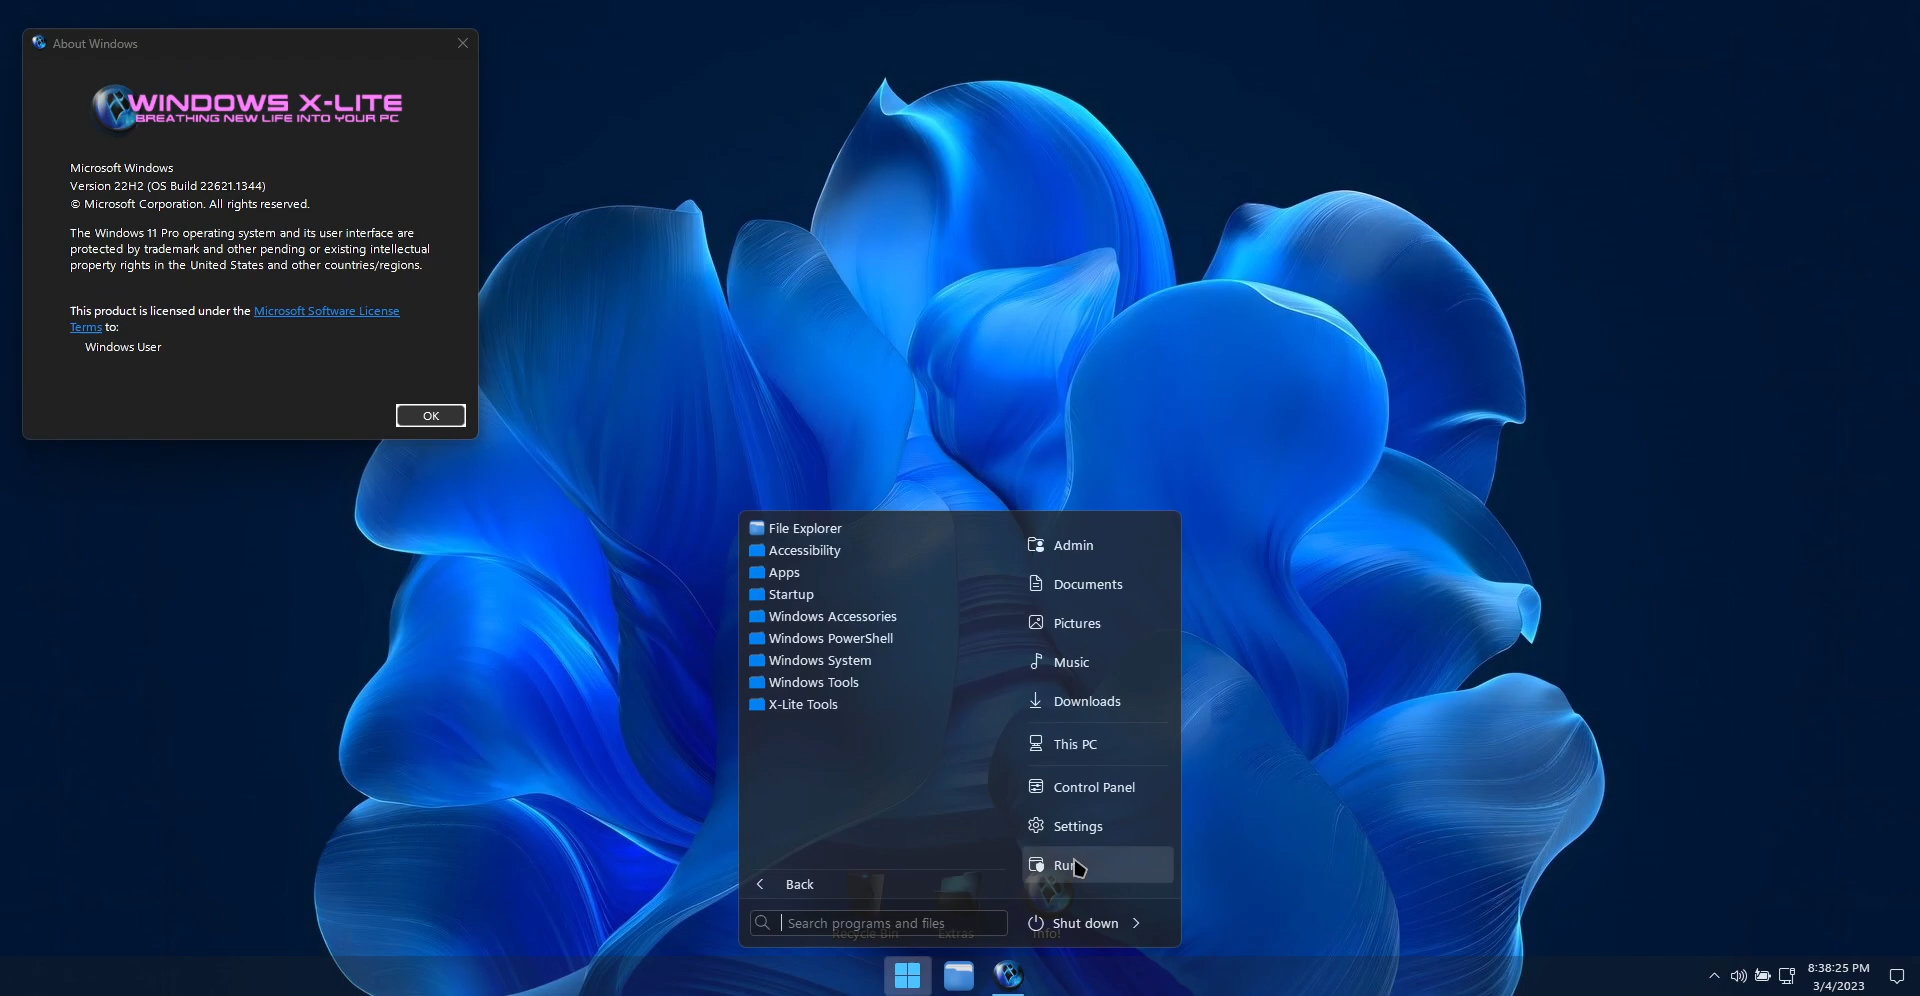 About Windows
WINDOWS X-LITE
BREATHING NEW LIFE INTO YOUR PC
Microsoft Windows
Version 22H2 (OS Build 22621.1344)
© Microsoft Corporation. All rights reserved.
The Windows 11 Pro operating system and its user interface are
protected by trademark and other pending or existing intellectual
property rights in the United States and other countries/regions.
This product is licensed under the Microsoft Software License
Terms to:
Windows User
OK
File Explorer
Accessibility
Apps
Startup
Windows Accessories
Windows PowerShell
Windows System
Windows Tools
X-Lite Tools
Back
Search programs and files
Admin
Documents
Pictures
Music
Downloads
This PC
Control Panel
Settings
Run
Shut down
Recycle Bin
Extras
Info!
8:38:25 PM
3/4/2023